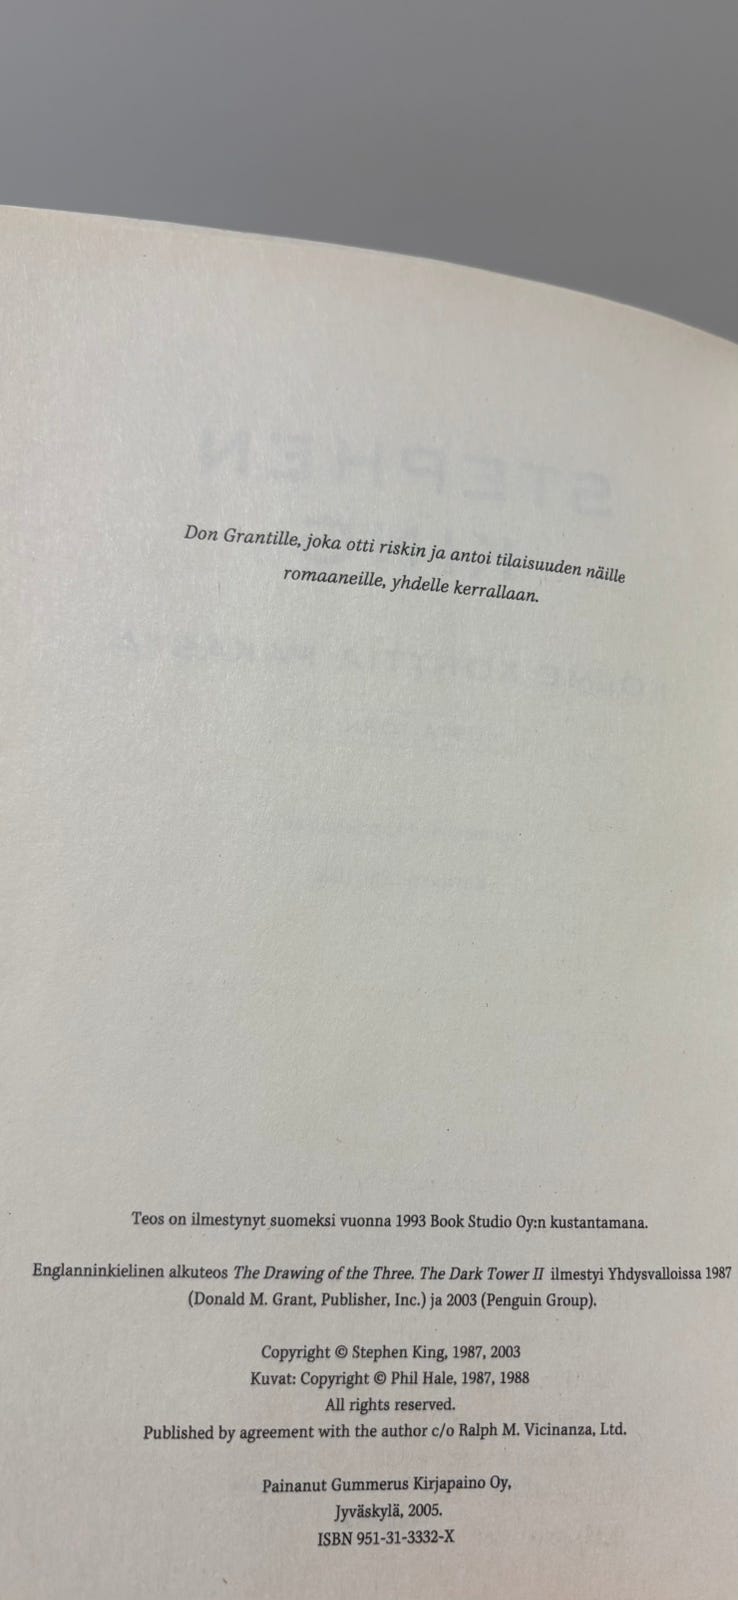 STEPHEN
Don Grantille, joka otti riskin ja antoi tilaisuuden näille
romaaneille, yhdelle kerrallaan.
Teos on ilmestynyt suomeksi vuonna 1993 Book Studio Oy:n kustantamana.
Englanninkielinen alkuteos The Drawing of the Three. The Dark Tower II ilmestyi Yhdysvalloissa 1987
(Donald M. Grant, Publisher, Inc.) ja 2003 (Penguin Group).
Copyright © Stephen King, 1987, 2003
Kuvat: Copyright © Phil Hale, 1987, 1988
All rights reserved.
Published by agreement with the author c/o Ralph M. Vicinanza, Ltd.
Painanut Gummerus Kirjapaino Oy,
Jyväskylä, 2005.
ISBN 951-31-3332-X